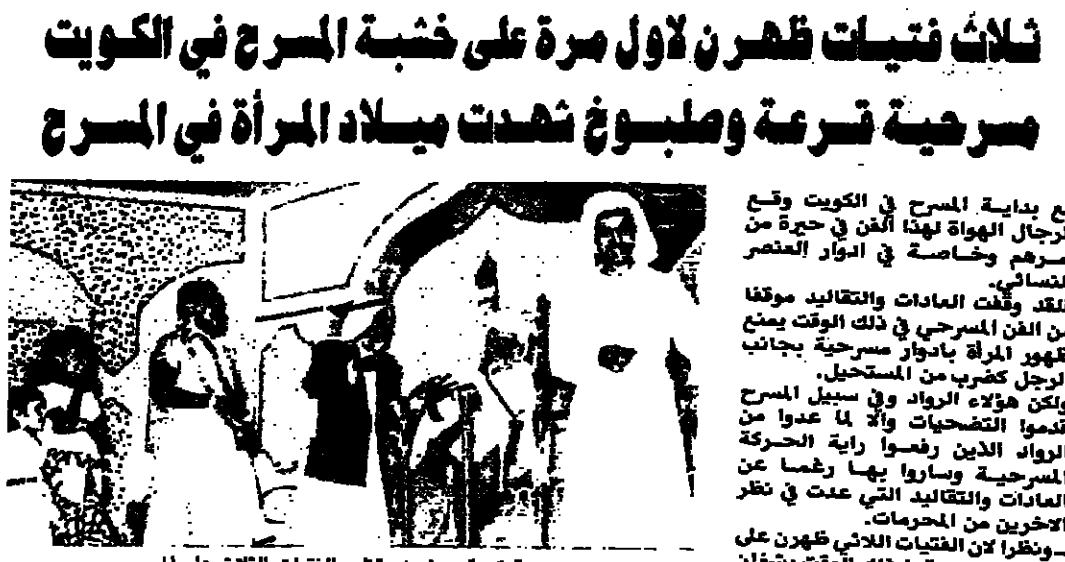 ثلاث فتيات ظهرن لاول مرة على خشبة المسرح في الكويت
مسرحية قرعة وصلبوخ شهدت ميلاد المرأة في المسرح
بداية المسرح في الكويت وقع
الرجال الهواة لهذا الفن في حيرة من
وخاصة في ادوار العنصر
النسائي.
لقد وقفت العادات والتقاليد موقفا
من الفن المسرحي في ذلك الوقت يمنع
ظهور المرأة بأدوار مسرحية بجانب
الرجل كضرب من المستحيل.
ولكن هؤلاء الرواد وفي سبيل المسرح
قدموا التضحيات والا لما عدوا من
الرواد الذين رفعوا راية الحركة
المسرحية وساروا بها رغما عن
العادات والتقاليد التي عدت في نظر
الاخرين من المحرمات.
ـونظرا لان الفتيات اللائي ظهرن على